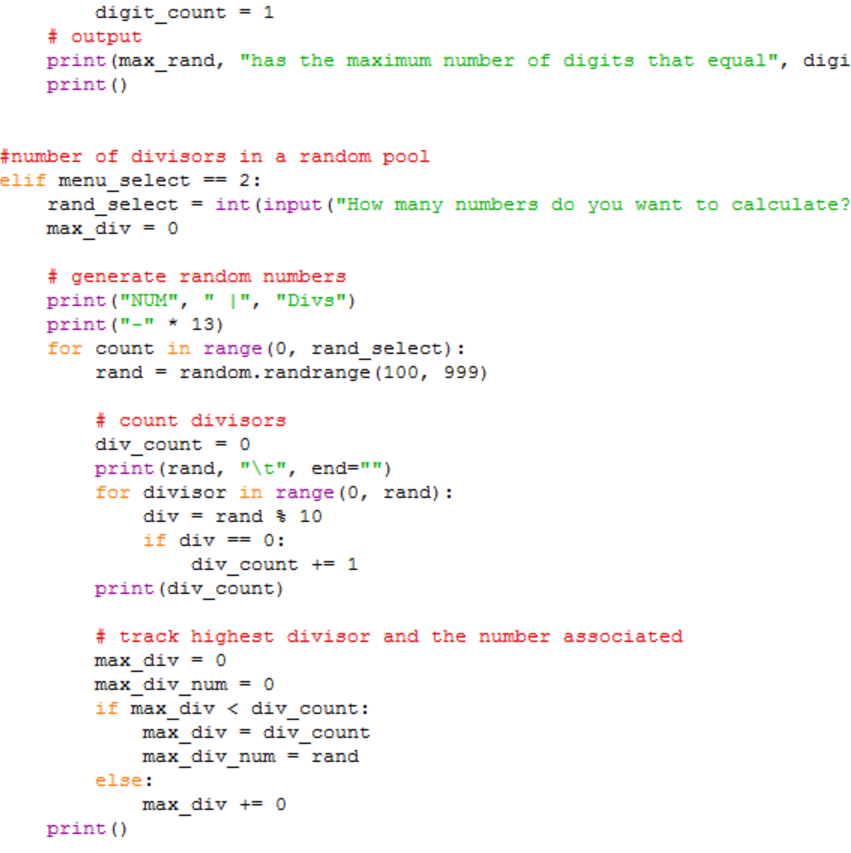 digit_count = 1
    # output
    print(max_rand, "has the maximum number of digits that equal", digi
    print()
#number of divisors in a random pool
elif menu_select == 2:
    rand_select = int(input("How many numbers do you want to calculate?
    max_div = 0
    # generate random numbers
    print("NUM", " |", "Divs")
    print("-" * 13)
    for count in range(0, rand_select):
        rand = random.randrange(100, 999)
        # count divisors
        div_count = 0
        print(rand, "\t", end="")
        for divisor in range(0, rand):
            div = rand % 10
            if div == 0:
                div_count += 1
        print(div_count)
        # track highest divisor and the number associated
        max_div = 0
        max_div_num = 0
        if max_div < div_count:
            max_div = div_count
            max_div_num = rand
        else:
            max_div += 0
    print()